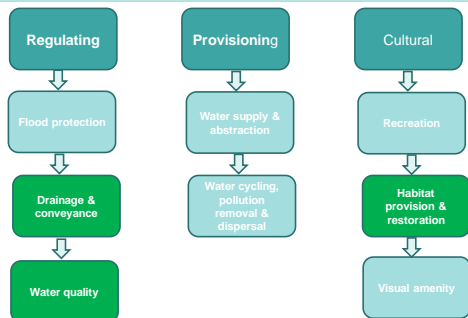 Regulating
Provisioning
Cultural
Flood protection
Water supply &
abstraction
Recreation
Drainage &
conveyance
Water cycling,
pollution
removal &
dispersal
Habitat
provision &
restoration
Water quality
Visual amenity